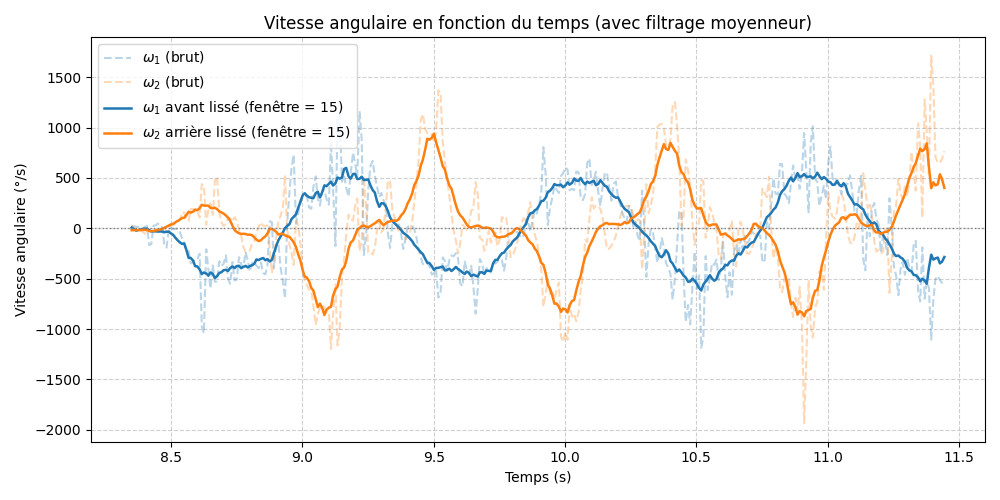 Vitesse angulaire en fonction du temps (avec filtrage moyenneur)
ω₁ (brut)
ω₂ (brut)
ω₁ avant lissé (fenêtre = 15)
ω₂ arrière lissé (fenêtre = 15)
Vitesse angulaire (°/s)
1500
1000
500
0
−500
−1000
−1500
−2000
8.5 9.0 9.5 10.0 10.5 11.0 11.5
Temps (s)